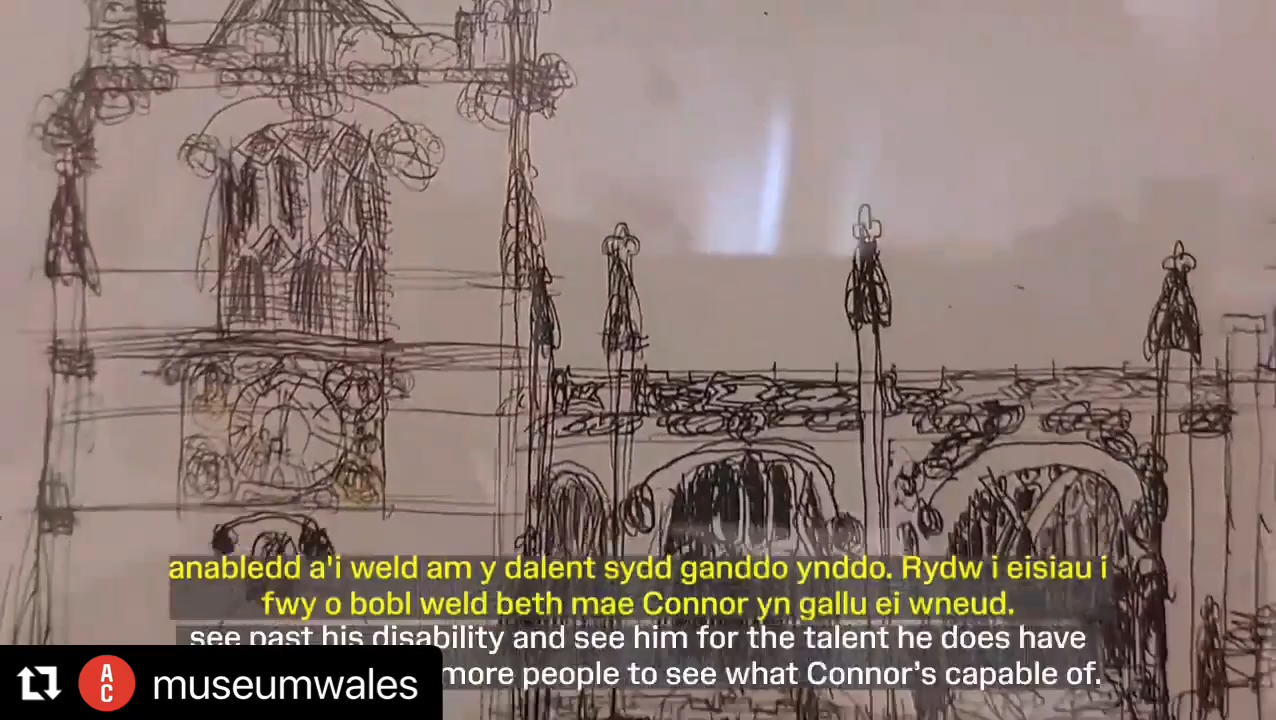 anabledd a'i weld am y dalent sydd ganddo ynddo. Rydw i eisiau i
fwy o bobl weld beth mae Connor yn gallu ei wneud.
see past his disability and see him for the talent he does have
more people to see what Connor's capable of.
A
C
museumwales